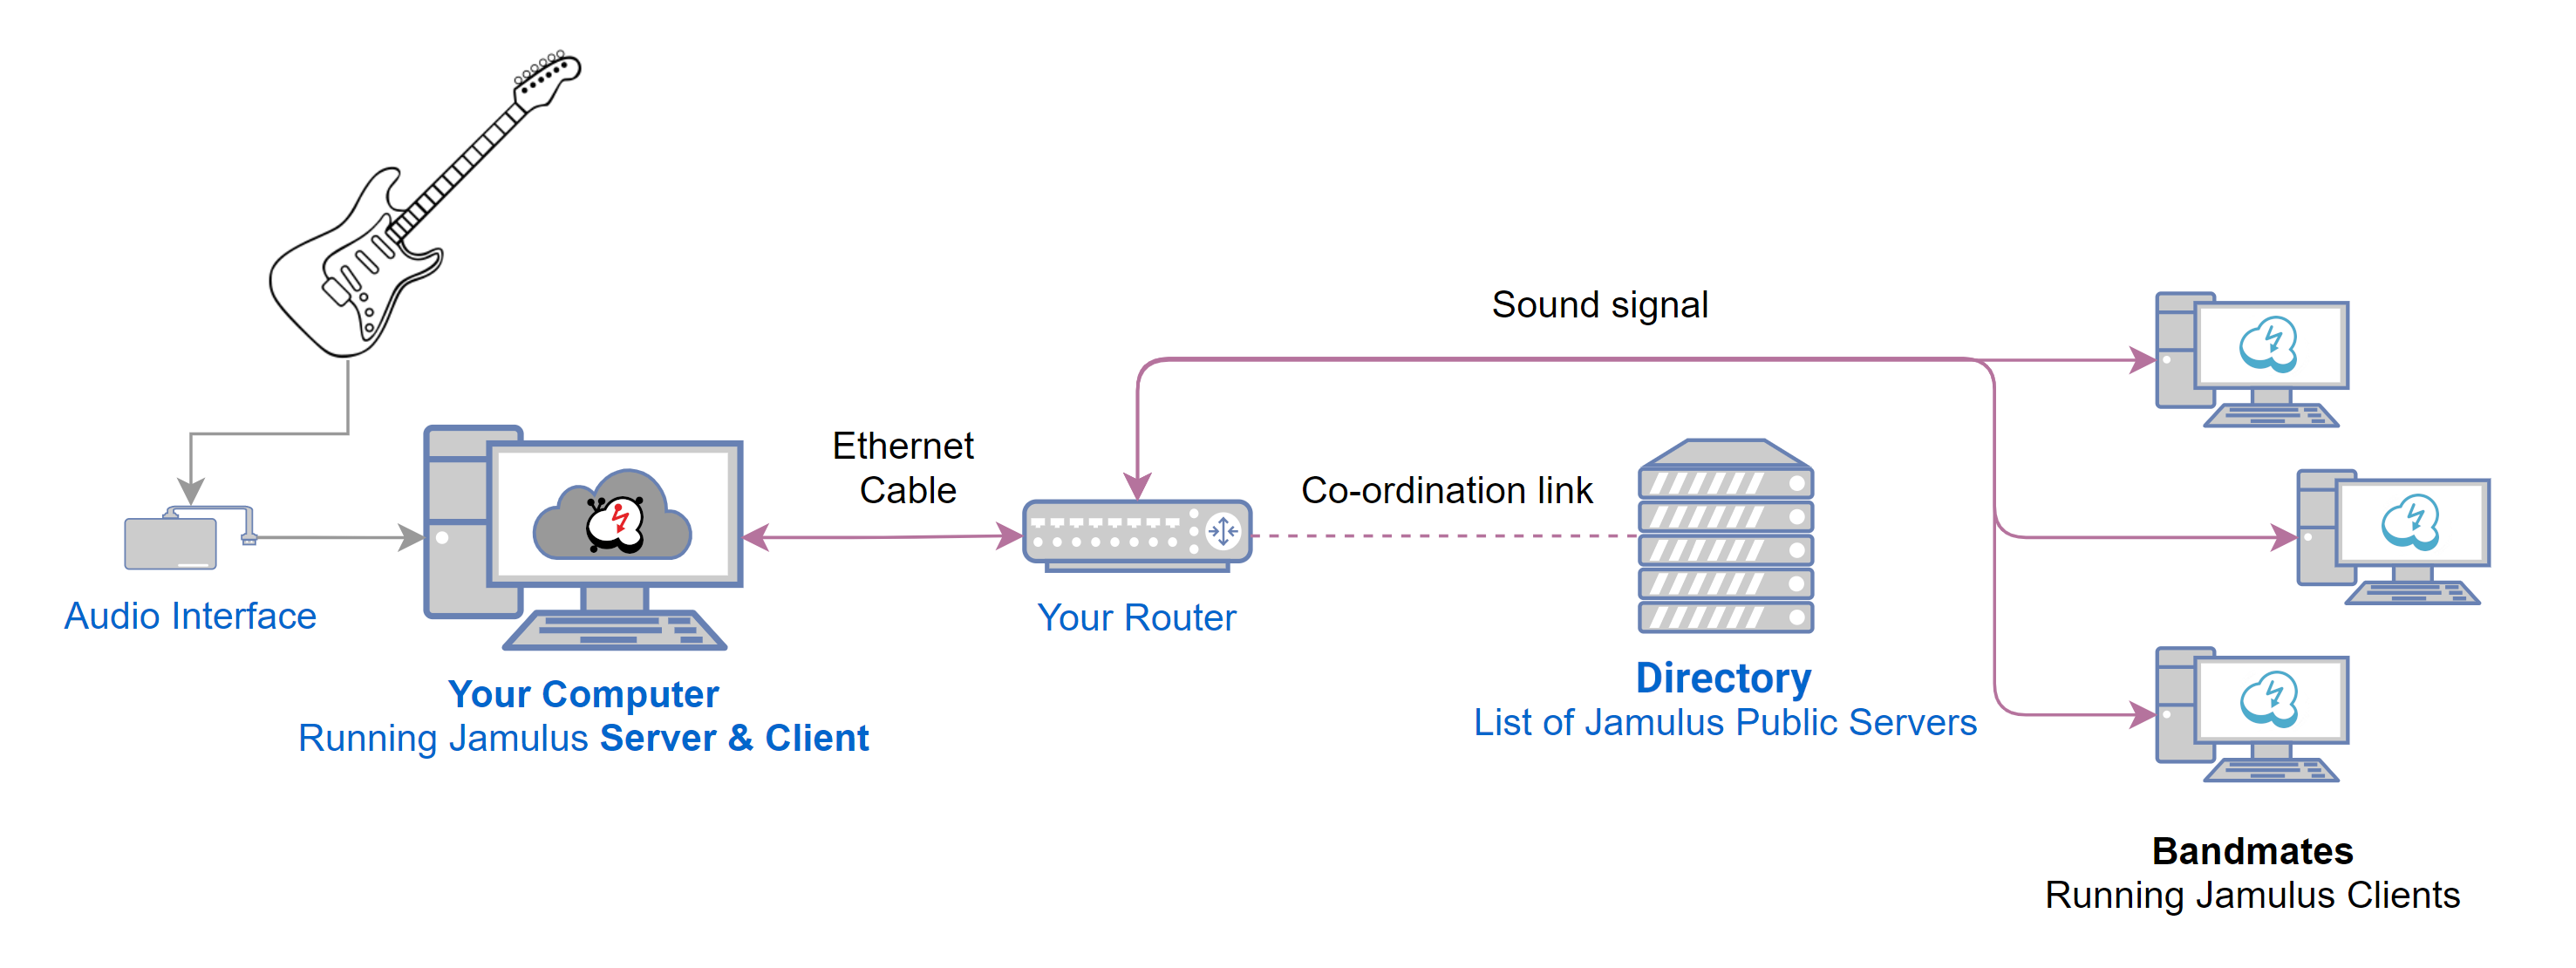 Sound signal
Ethernet
Cable
Co-ordination link
Audio Interface
Your Router
Your Computer
Running Jamulus Server & Client
Directory
List of Jamulus Public Servers
Bandmates
Running Jamulus Clients